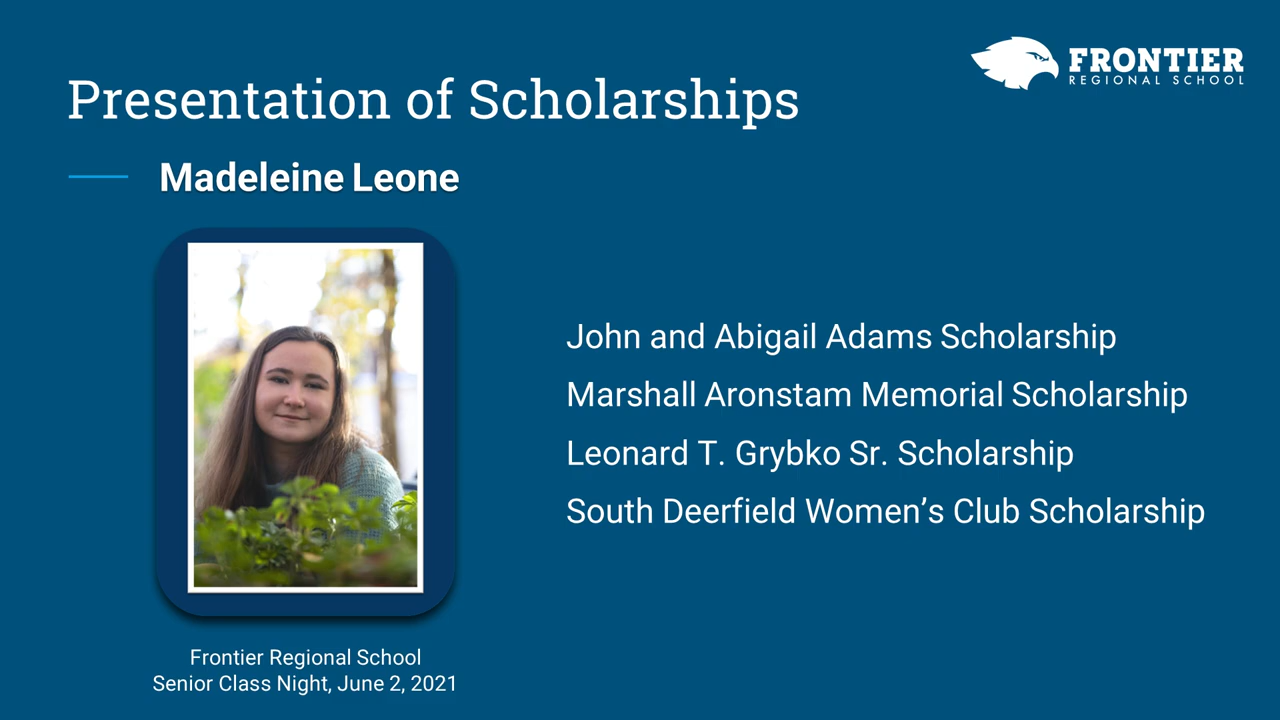 FRONTIER
REGIONAL SCHOOL
Presentation of Scholarships
Madeleine Leone
John and Abigail Adams Scholarship
Marshall Aronstam Memorial Scholarship
Leonard T. Grybko Sr. Scholarship
South Deerfield Women’s Club Scholarship
Frontier Regional School
Senior Class Night, June 2, 2021